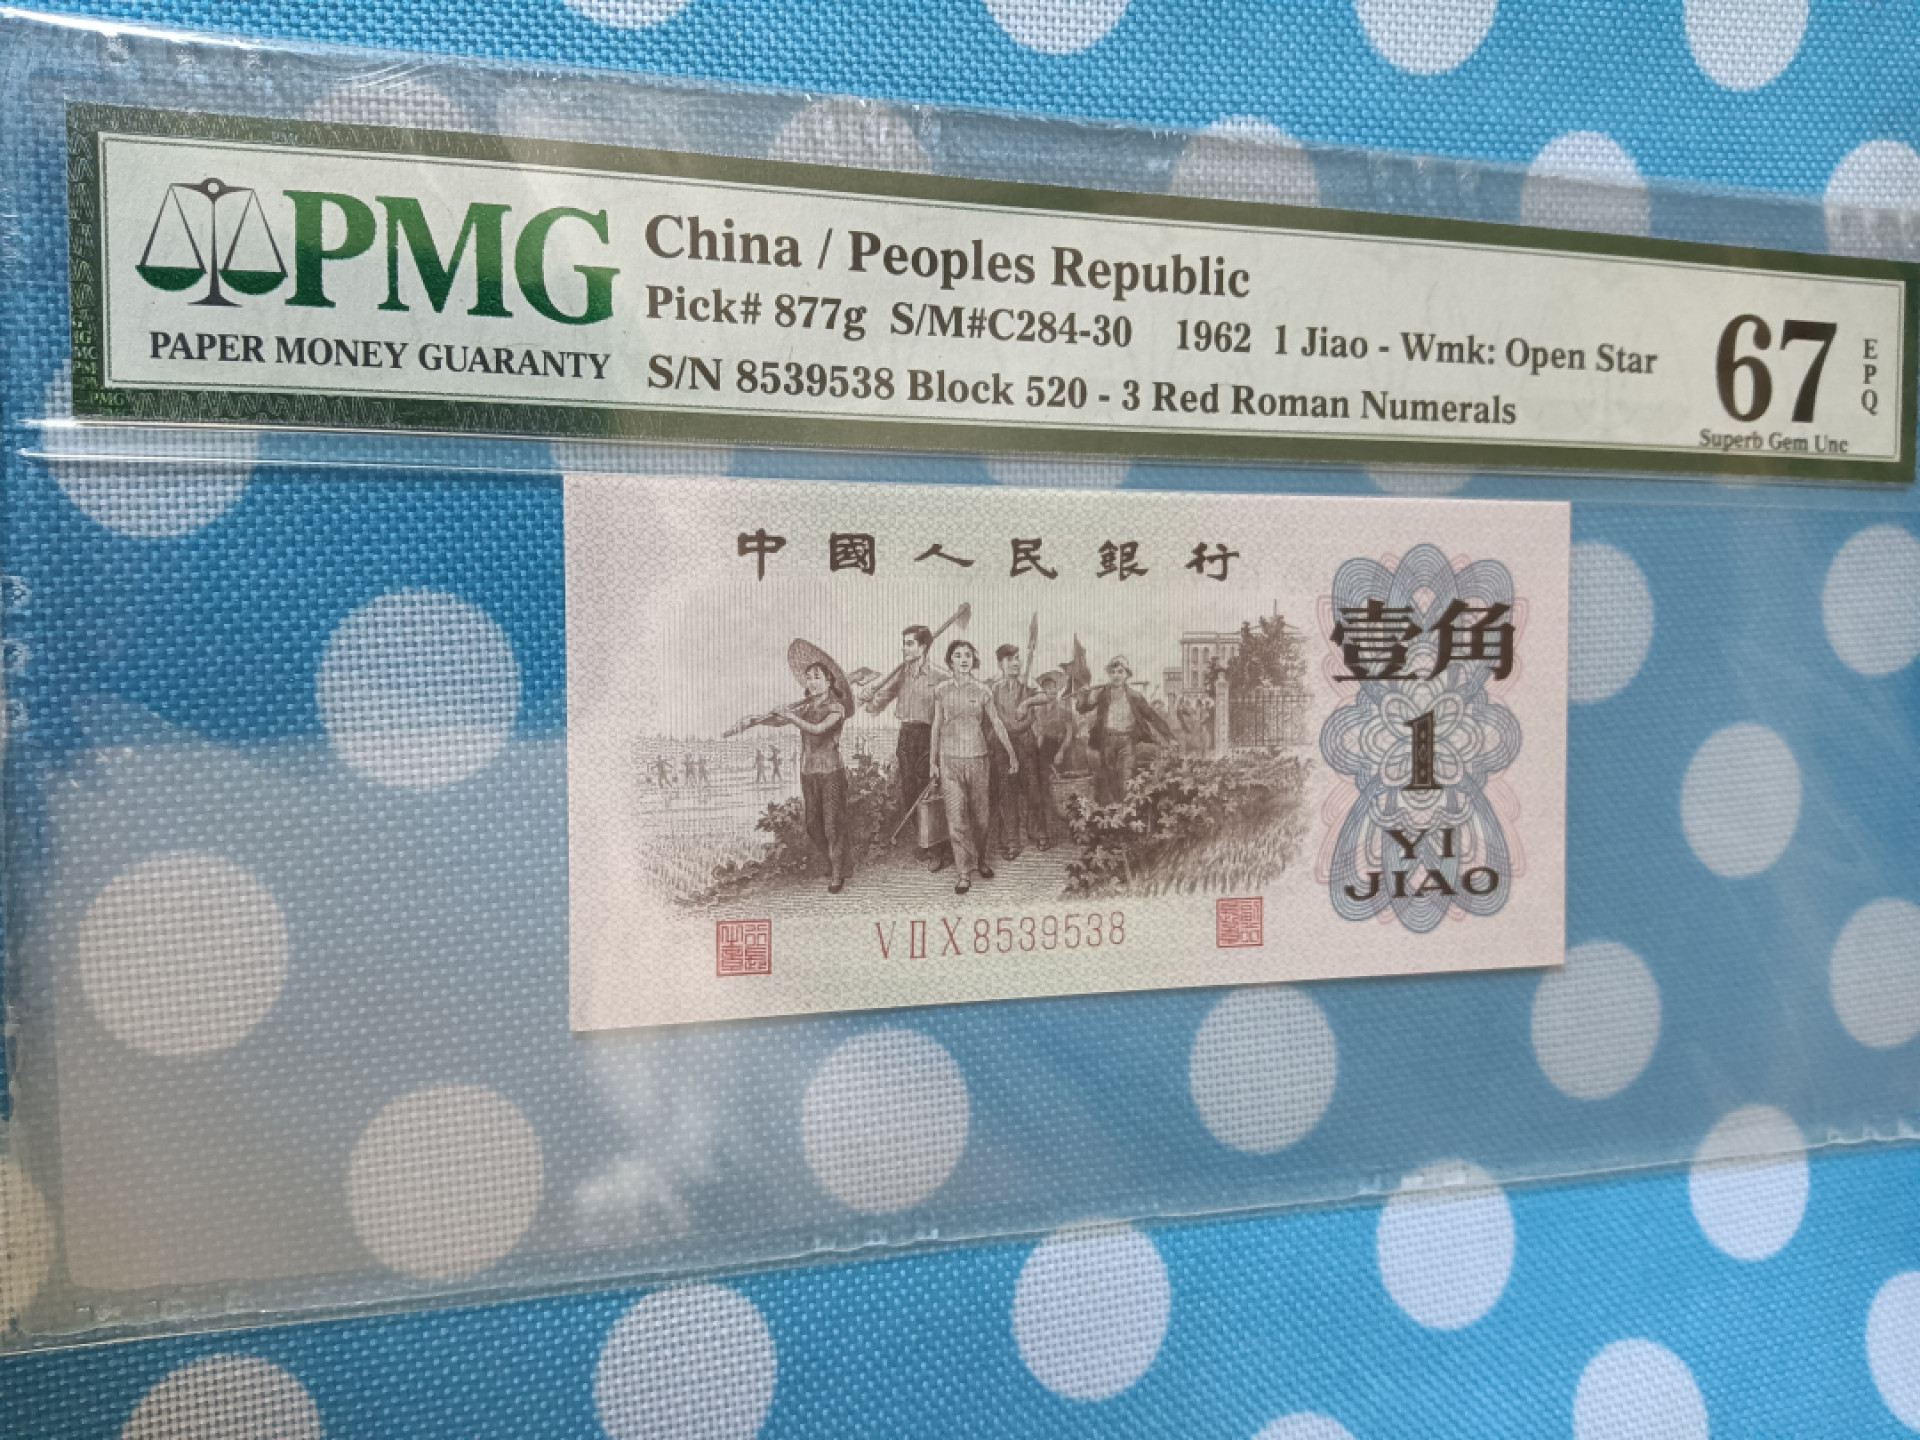 PMG
PAPER MONEY GUARANTY
China / Peoples Republic
Pick# 877g S/M#C284-30 1962 1 Jiao - Wmk: Open Star
S/N 8539538 Block 520 - 3 Red Roman Numerals
67
EPQ
Superb Gem Unc
中國人民銀行
壹角
1
YI
JIAO
V II X 8539538